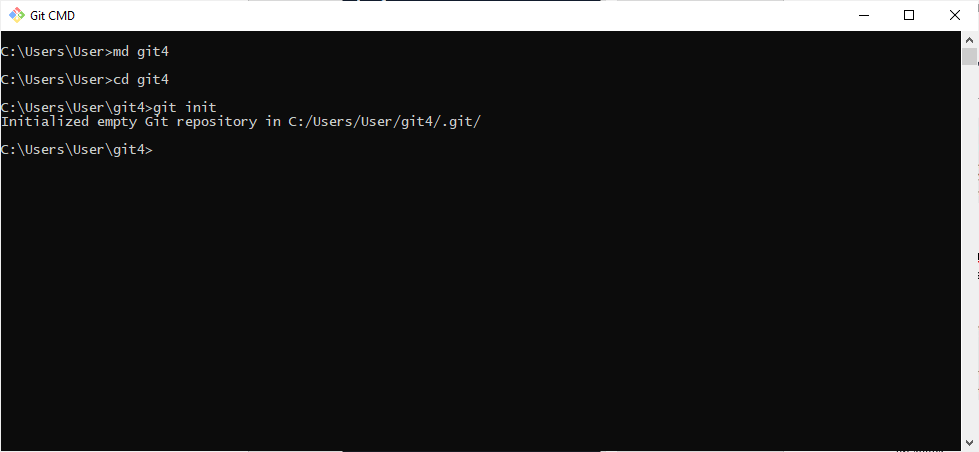 Git CMD
C:\Users\User>md git4
C:\Users\User>cd git4
C:\Users\User\git4>git init
Initialized empty Git repository in C:/Users/User/git4/.git/
C:\Users\User\git4>